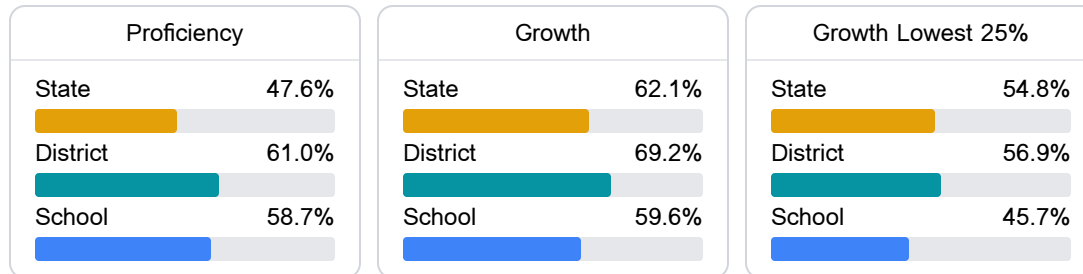 Proficiency
State 47.6%
District 61.0%
School 58.7%
Growth
State 62.1%
District 69.2%
School 59.6%
Growth Lowest 25%
State 54.8%
District 56.9%
School 45.7%